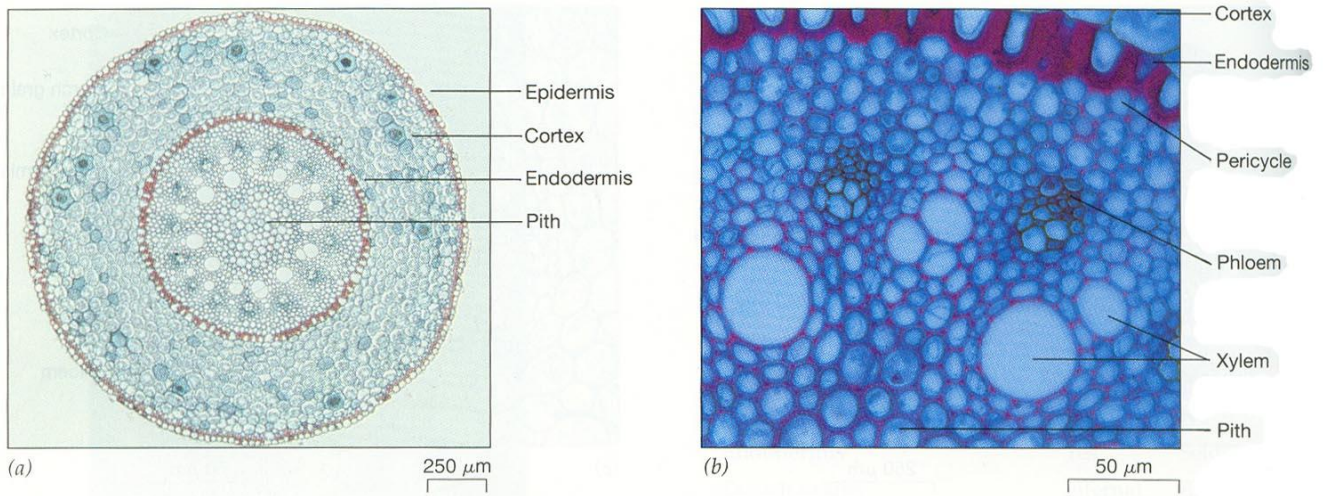 Epidermis
Cortex
Endodermis
Pith
(a)
250 μm
Cortex
Endodermis
Pericycle
Phloem
Xylem
Pith
(b)
50 μm